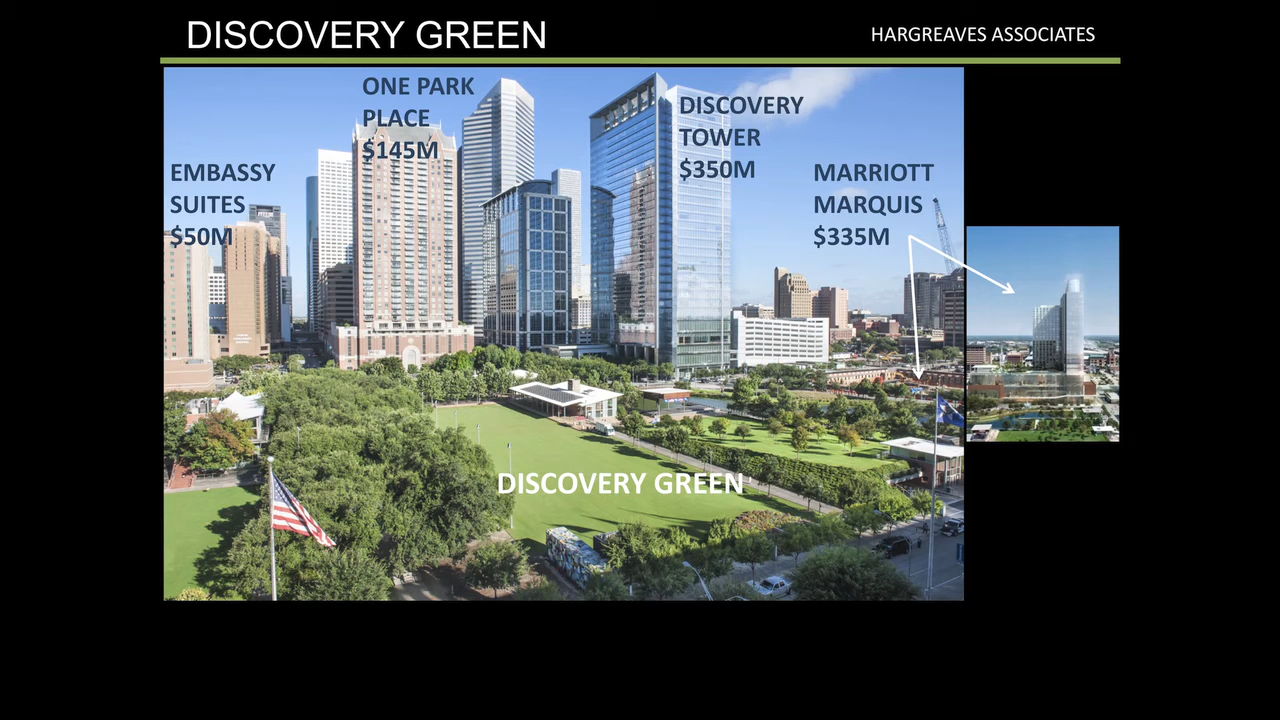 DISCOVERY GREEN
HARGREAVES ASSOCIATES
ONE PARK
PLACE
$145M
DISCOVERY
TOWER
$350M
EMBASSY
SUITES
$50M
MARRIOTT
MARQUIS
$335M
DISCOVERY GREEN